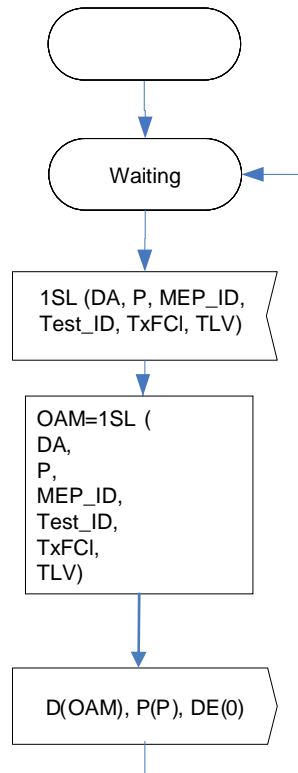 Waiting
1SL (DA, P, MEP_ID,
Test_ID, TxFCl, TLV)
OAM=1SL (
DA,
P,
MEP_ID,
Test_ID,
TxFCl,
TLV)
D(OAM), P(P), DE(0)